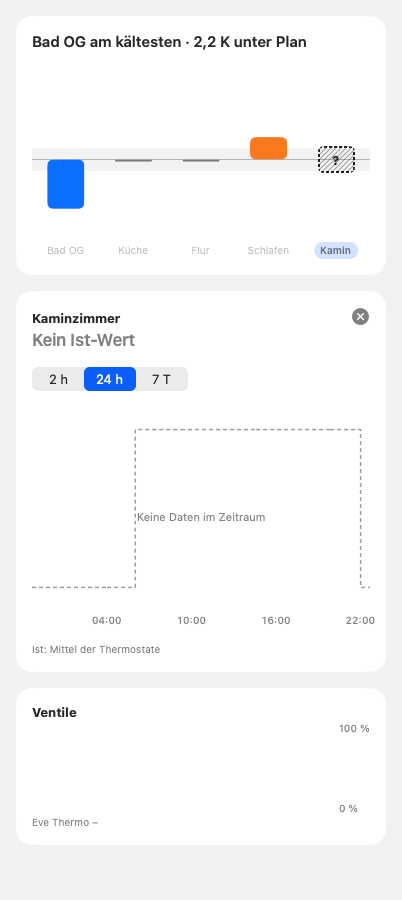 Bad OG am kältesten · 2,2 K unter Plan
?
Bad OG Küche Flur Schlafen Kamin
Kaminzimmer
Kein Ist-Wert
2 h 24 h 7 T
Keine Daten im Zeitraum
04:00 10:00 16:00 22:00
Ist: Mittel der Thermostate
Ventile
100 %
0 %
Eve Thermo –